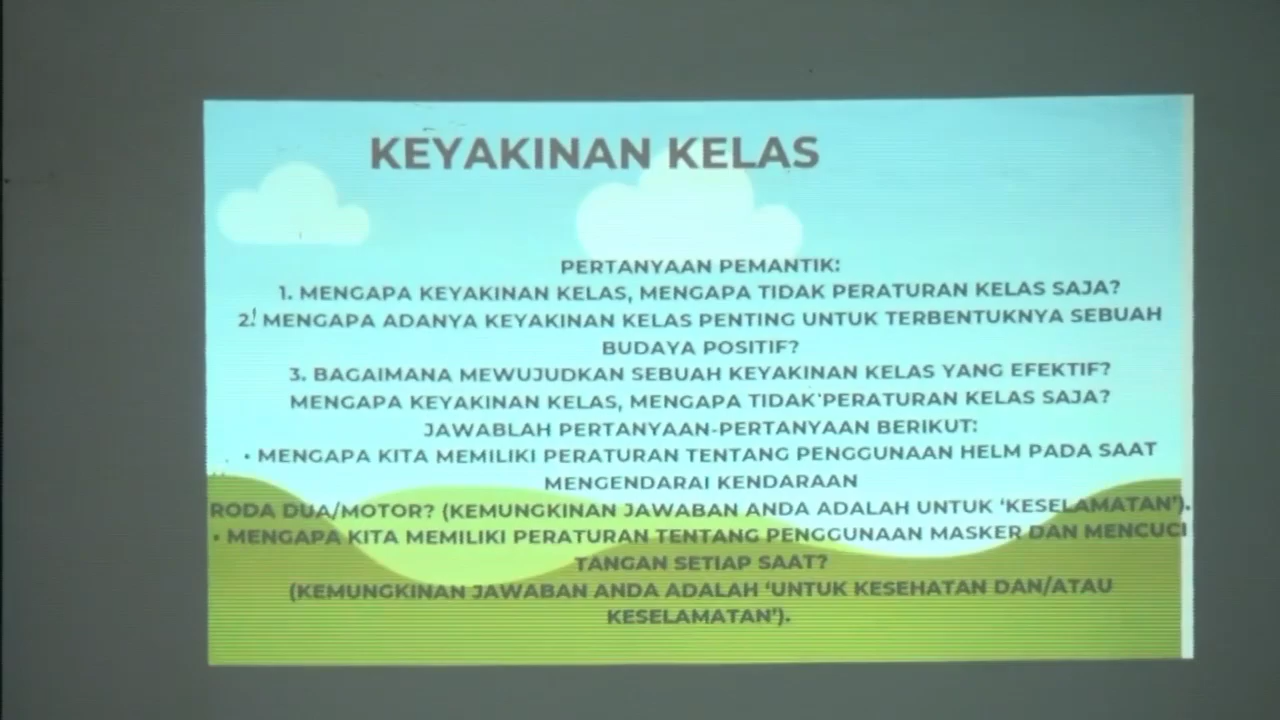 KEYAKINAN KELAS
PERTANYAAN PEMANTIK:
1. MENGAPA KEYAKINAN KELAS, MENGAPA TIDAK PERATURAN KELAS SAJA?
2. MENGAPA ADANYA KEYAKINAN KELAS PENTING UNTUK TERBENTUKNYA SEBUAH
BUDAYA POSITIF?
3. BAGAIMANA MEWUJUDKAN SEBUAH KEYAKINAN KELAS YANG EFEKTIF?
MENGAPA KEYAKINAN KELAS, MENGAPA TIDAK PERATURAN KELAS SAJA?
JAWABLAH PERTANYAAN-PERTANYAAN BERIKUT:
• MENGAPA KITA MEMILIKI PERATURAN TENTANG PENGGUNAAN HELM PADA SAAT
MENGENDARAI KENDARAAN
RODA DUA/MOTOR? (KEMUNGKINAN JAWABAN ANDA ADALAH UNTUK ‘KESELAMATAN’).
• MENGAPA KITA MEMILIKI PERATURAN TENTANG PENGGUNAAN MASKER DAN MENCUCI
TANGAN SETIAP SAAT?
(KEMUNGKINAN JAWABAN ANDA ADALAH ‘UNTUK KESEHATAN DAN/ATAU
KESELAMATAN’).